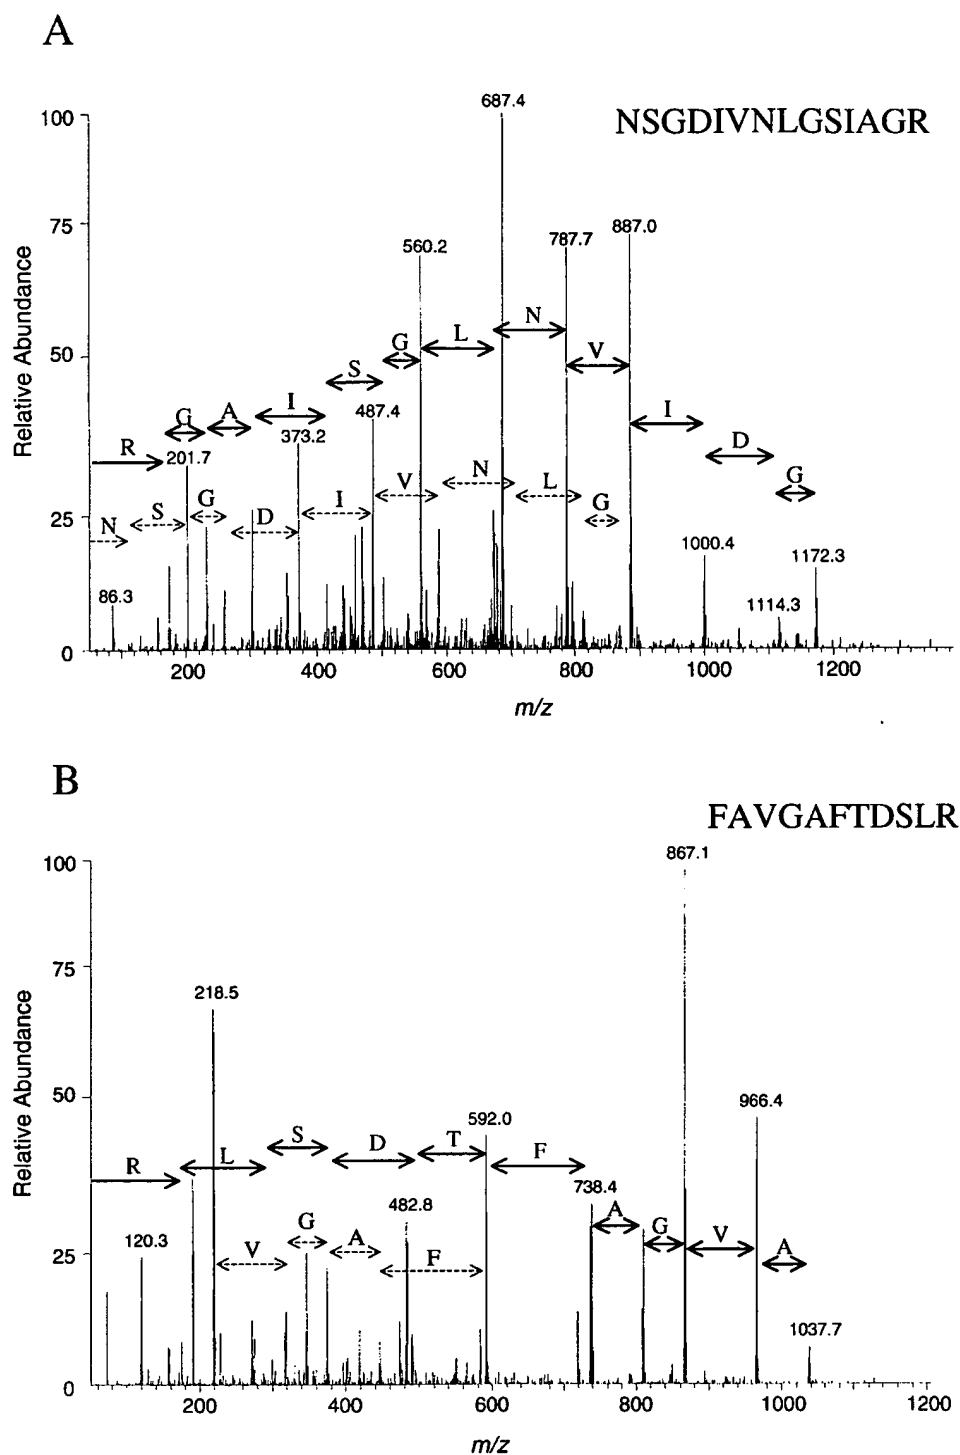 A
NSGDIVNLGSIAGR
687.4
100
887.0
787.7
560.2
75
N
L
G
V
50
S
I
487.4
I
A
G
373.2
D
R
201.7
G
N
V
L
G
I
D
G
S
N
25
1000.4
1172.3
86.3
1114.3
0
200 400 600 800 1000 1200
Relative Abundance
m/z
B
FAVGAFTDSLR
867.1
100
75
218.5
50
966.4
592.0
S
D
T
F
R
L
738.4
482.8
A
G
V
A
120.3
G
A
V
F
25
1037.7
0
200 400 600 800 1000 1200
Relative Abundance
m/z